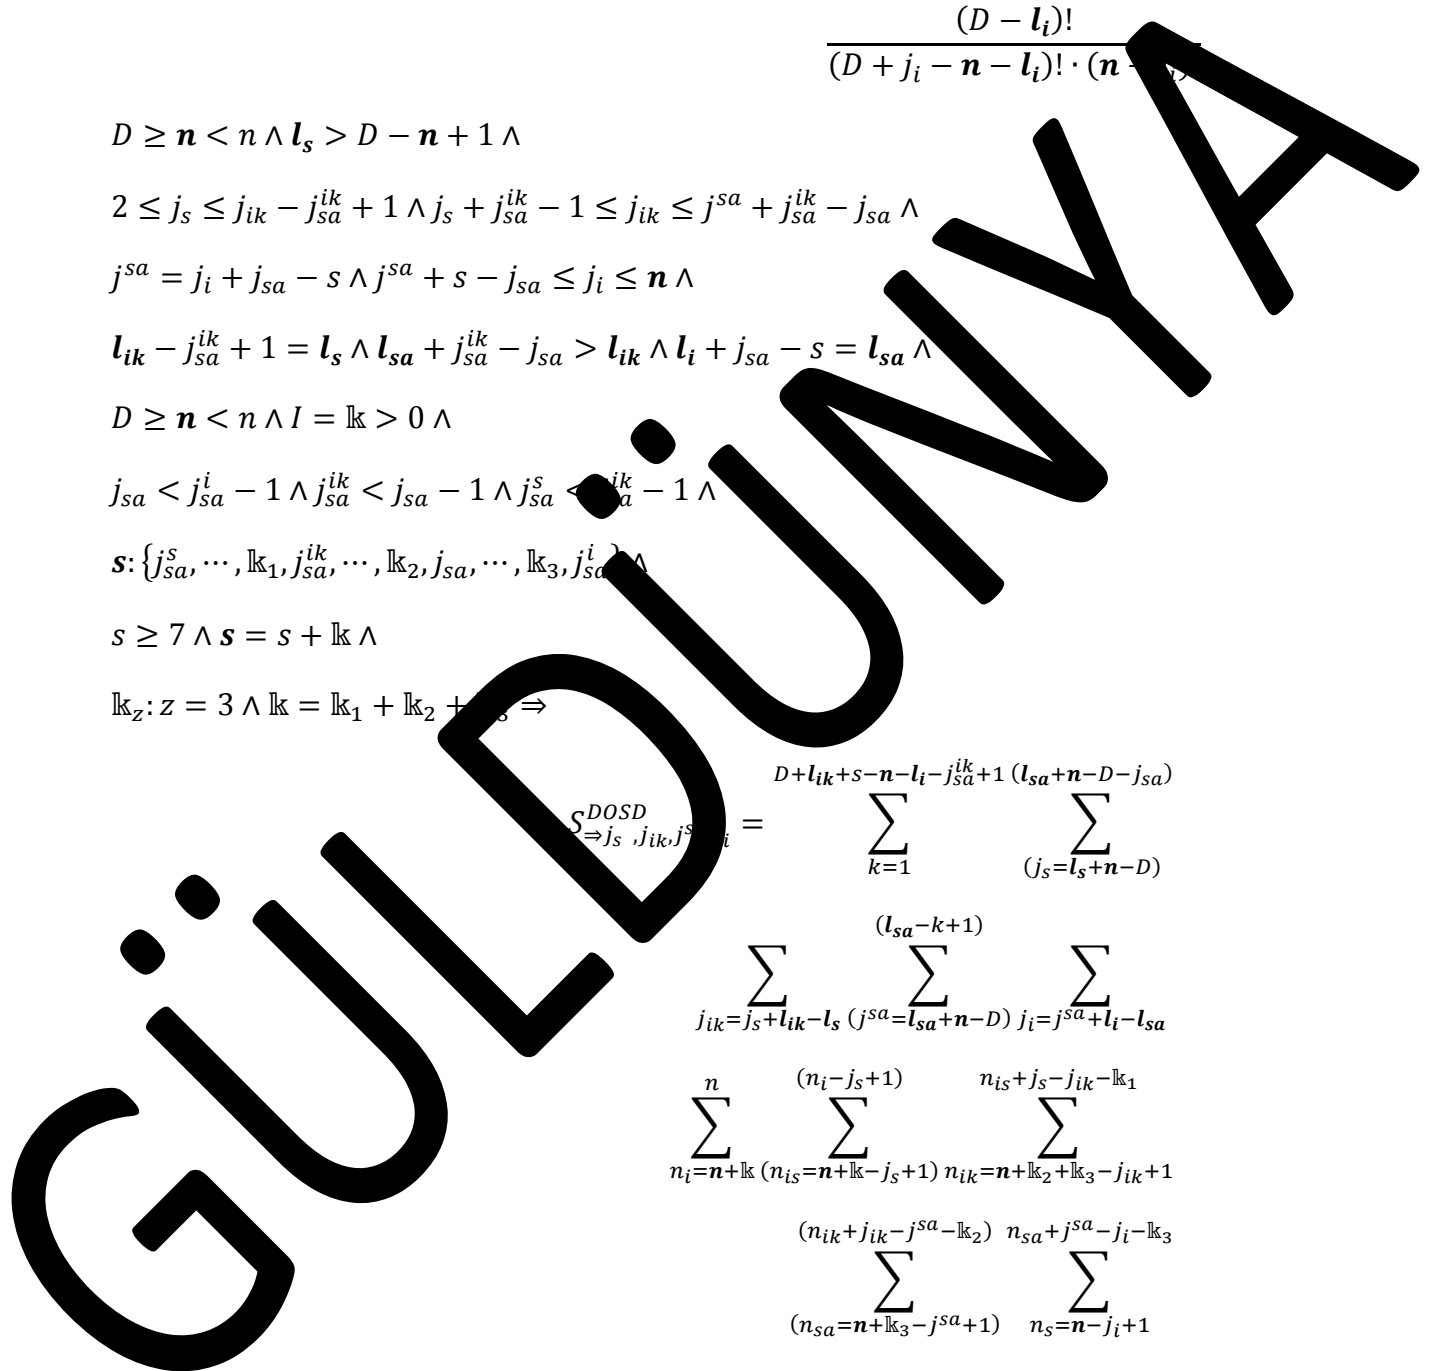 (D − l_i)!
(D + j_i − n − l_i)! · (n
D ≥ n < n ∧ l_s > D − n + 1 ∧
2 ≤ j_s ≤ j_ik − j_sa^ik + 1 ∧ j_s + j_sa^ik − 1 ≤ j_ik ≤ j^sa + j_sa^ik − j_sa ∧
j^sa = j_i + j_sa − s ∧ j^sa + s − j_sa ≤ j_i ≤ n ∧
l_ik − j_sa^ik + 1 = l_s ∧ l_sa + j_sa^ik − j_sa > l_ik ∧ l_i + j_sa − s = l_sa ∧
D ≥ n < n ∧ I = 𝕜 > 0 ∧
j_sa < j_sa^i − 1 ∧ j_sa^ik < j_sa − 1 ∧ j_sa^s < − 1 ∧
s: {j_sa^s, ⋯ , 𝕜_1, j_sa^ik, ⋯ , 𝕜_2, j_sa, ⋯ , 𝕜_3, j_sa^i} ∧
s ≥ 7 ∧ s = s + 𝕜 ∧
𝕜_z: z = 3 ∧ 𝕜 = 𝕜_1 + 𝕜_2 + ⇒
D+l_ik+s−n−l_i−j_sa^ik+1 (l_sa+n−D−j_sa)
S^DOSD ⇒j_s ,j_ik,j^s i = ∑ ∑
k=1 (j_s=l_s+n−D)
(l_sa−k+1)
∑ ∑ ∑
j_ik=j_s+l_ik−l_s (j^sa=l_sa+n−D) j_i=j^sa+l_i−l_sa
n (n_i−j_s+1) n_is+j_s−j_ik−𝕜_1
∑ ∑ ∑
n_i=n+𝕜 (n_is=n+𝕜−j_s+1) n_ik=n+𝕜_2+𝕜_3−j_ik+1
(n_ik+j_ik−j^sa−𝕜_2) n_sa+j^sa−j_i−𝕜_3
∑ ∑
(n_sa=n+𝕜_3−j^sa+1) n_s=n−j_i+1
GÜLDÜNYA